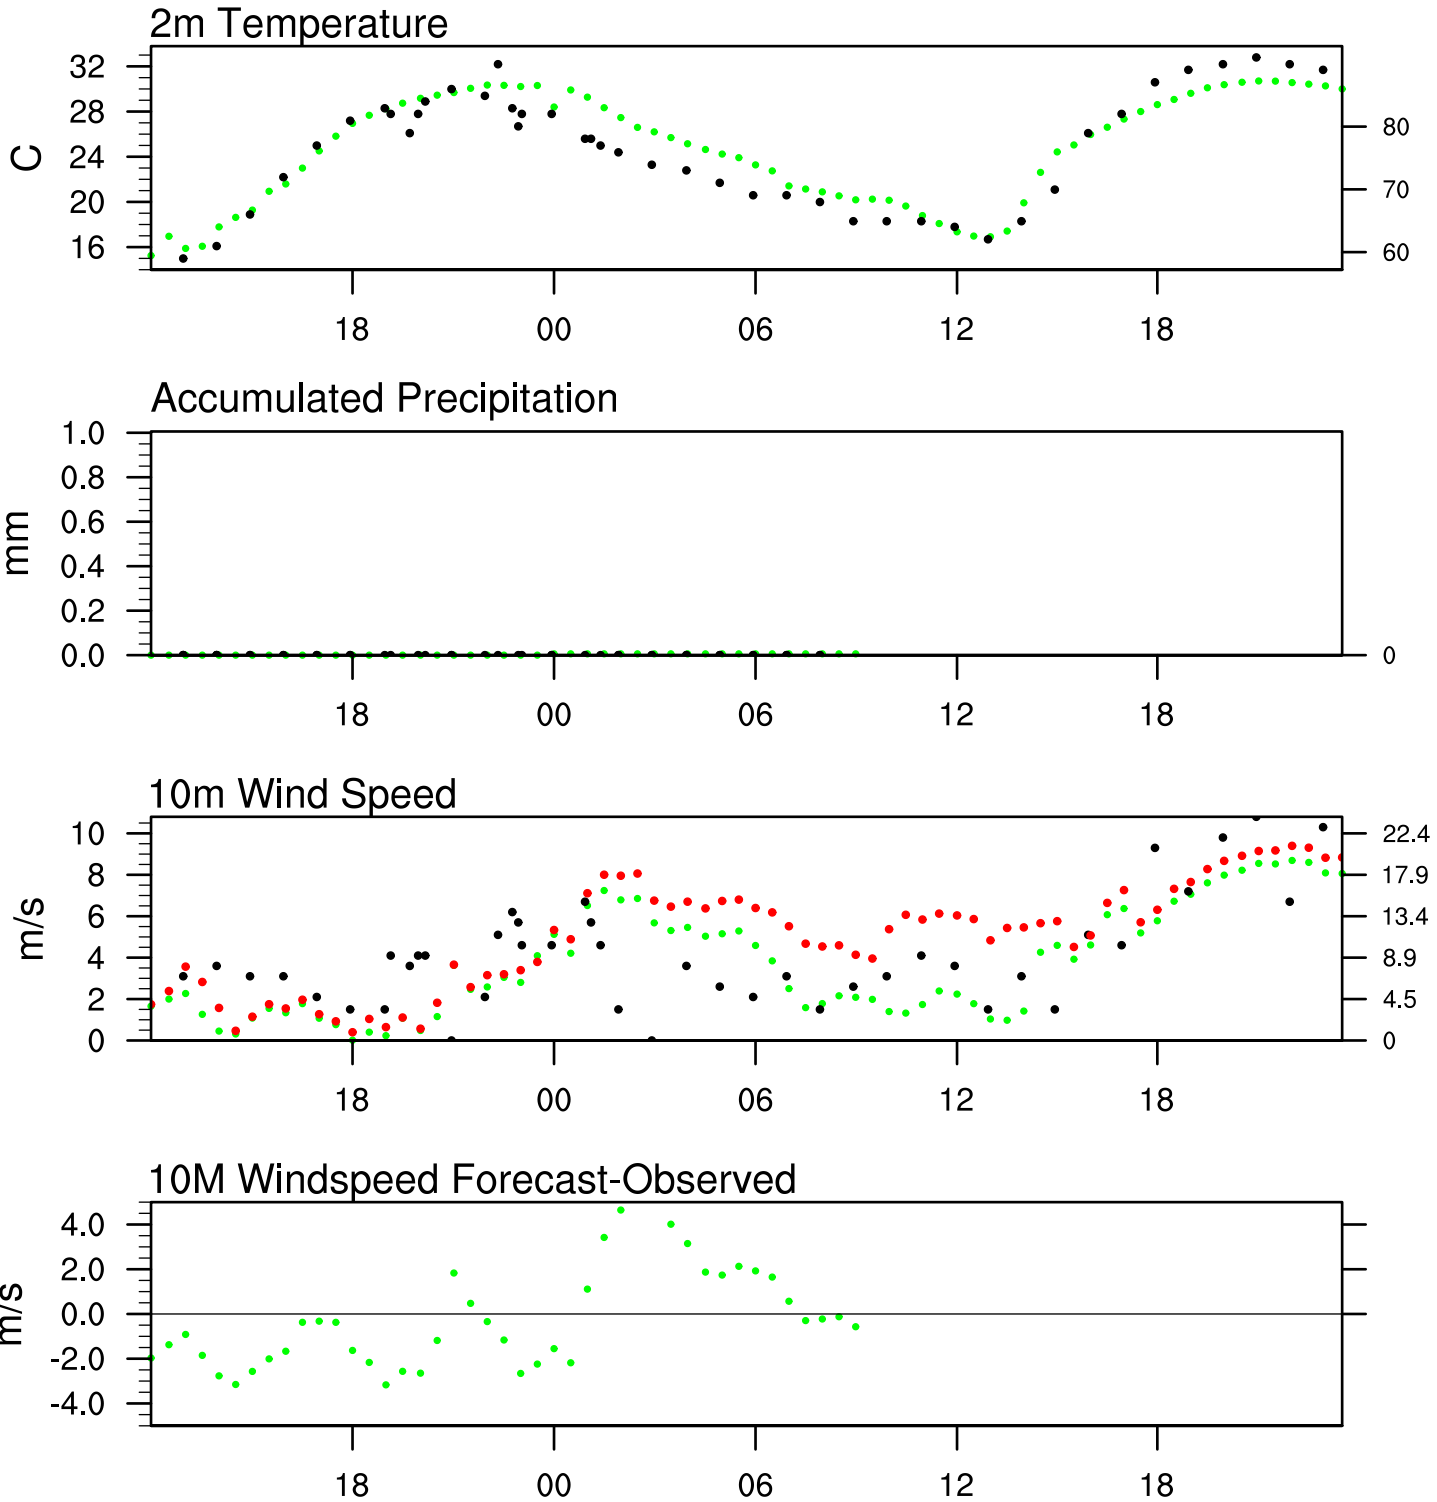 2m Temperature
32
28
24
20
16
C
80
70
60
18 00 06 12 18
Accumulated Precipitation
1.0
0.8
0.6
0.4
0.2
0.0
mm
0
18 00 06 12 18
10m Wind Speed
10
8
6
4
2
0
m/s
22.4
17.9
13.4
8.9
4.5
0
18 00 06 12 18
10M Windspeed Forecast-Observed
4.0
2.0
0.0
-2.0
-4.0
m/s
18 00 06 12 18